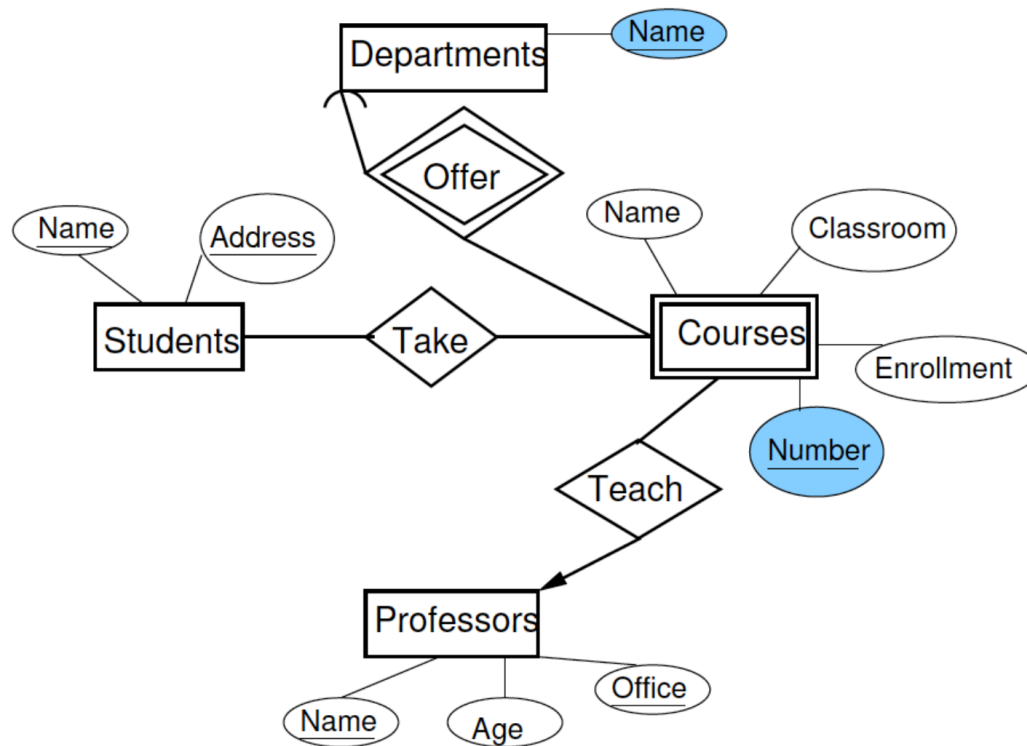 Name
Departments
Offer
Name
Address
Name
Classroom
Students
Take
Courses
Enrollment
Number
Teach
Professors
Name
Age
Office